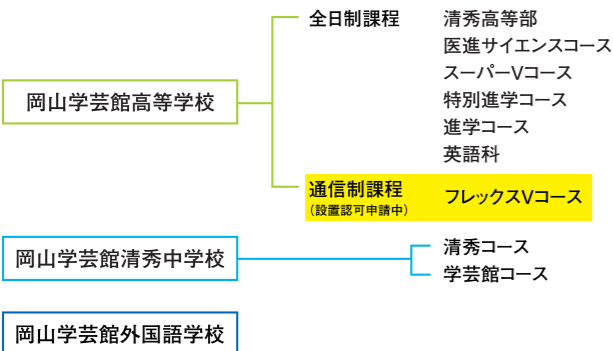 岡山学芸館高等学校
全日制課程
清秀高等部
医進サイエンスコース
スーパーVコース
特別進学コース
進学コース
英語科
通信制課程
(設置認可申請中)
フレックスVコース
岡山学芸館清秀中学校
清秀コース
学芸館コース
岡山学芸館外国語学校